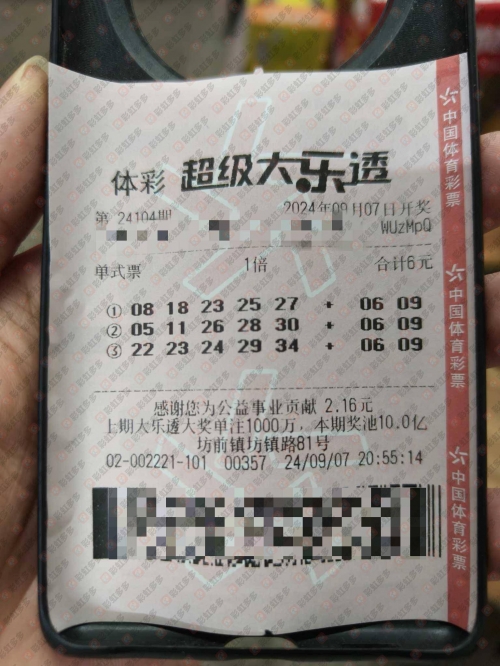 体彩 超级大乐透
第 24104期 2024年09月07日开奖
WUzMpQ
单式票 1倍 合计6元
① 08 18 23 25 27 + 06 09
② 05 11 26 28 30 + 06 09
③ 22 23 24 29 34 + 06 09
感谢您为公益事业贡献 2.16元
上期大乐透大奖单注1000万，本期奖池10.0亿
坊前镇坊镇路81号
02-002221-101 00357 24/09/07 20:55:14
中国体育彩票
中国体育彩票
中国体育彩票